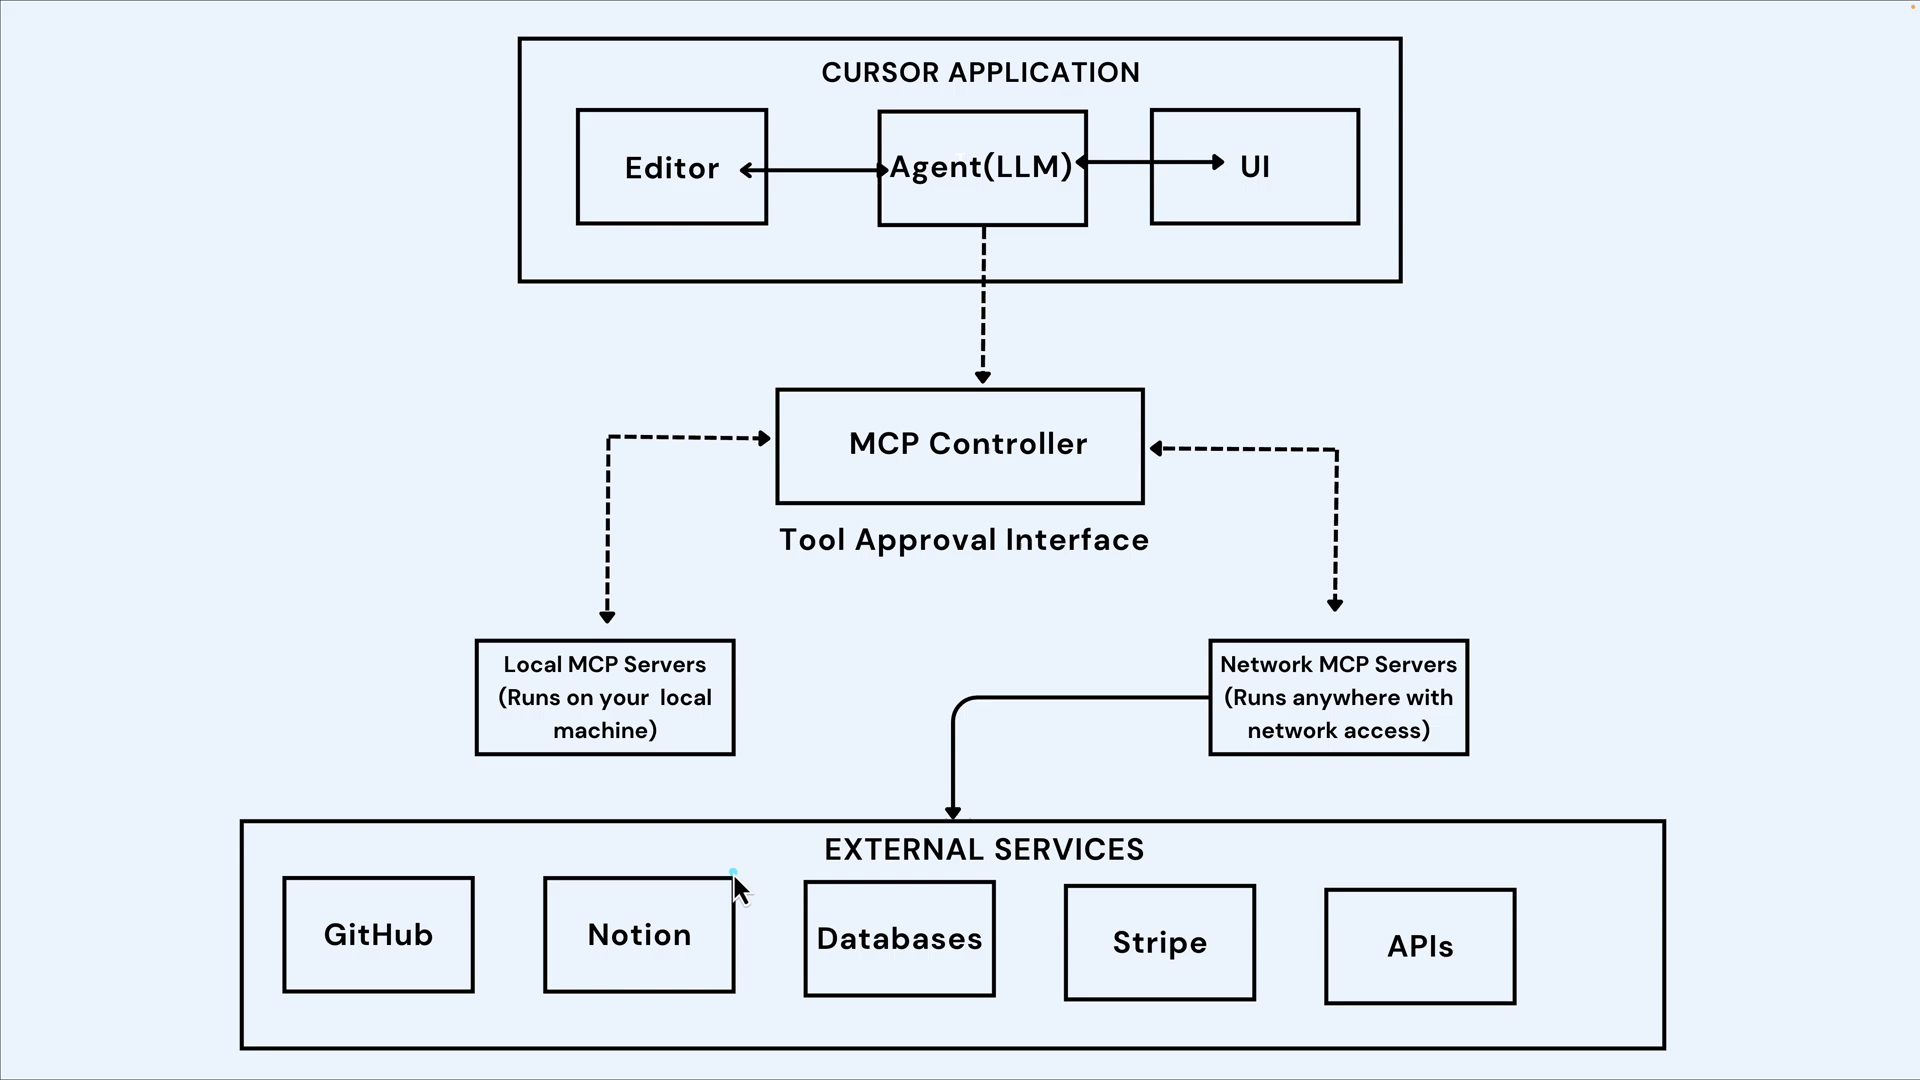 CURSOR APPLICATION
Editor
Agent(LLM)
UI
MCP Controller
Tool Approval Interface
Local MCP Servers
(Runs on your local
machine)
Network MCP Servers
(Runs anywhere with
network access)
EXTERNAL SERVICES
GitHub
Notion
Databases
Stripe
APIs